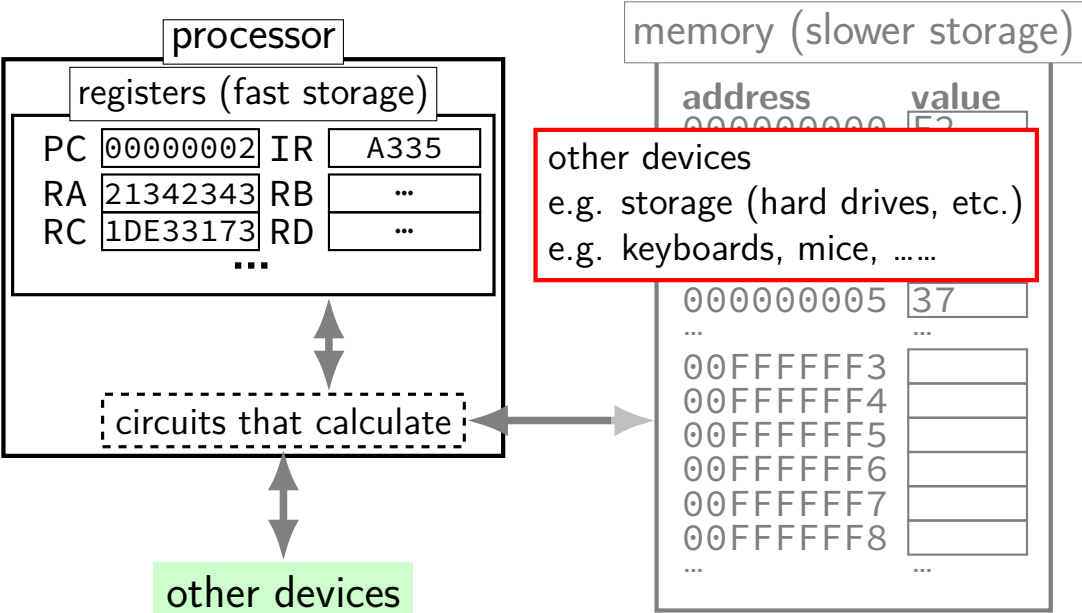 processor
registers (fast storage)
PC 00000002 IR A335
RA 21342343 RB …
RC 1DE33173 RD …
…
circuits that calculate
other devices
memory (slower storage)
address value
000000000 F2
other devices
e.g. storage (hard drives, etc.)
e.g. keyboards, mice, ……
000000005 37
… …
00FFFFFF3
00FFFFFF4
00FFFFFF5
00FFFFFF6
00FFFFFF7
00FFFFFF8
… …